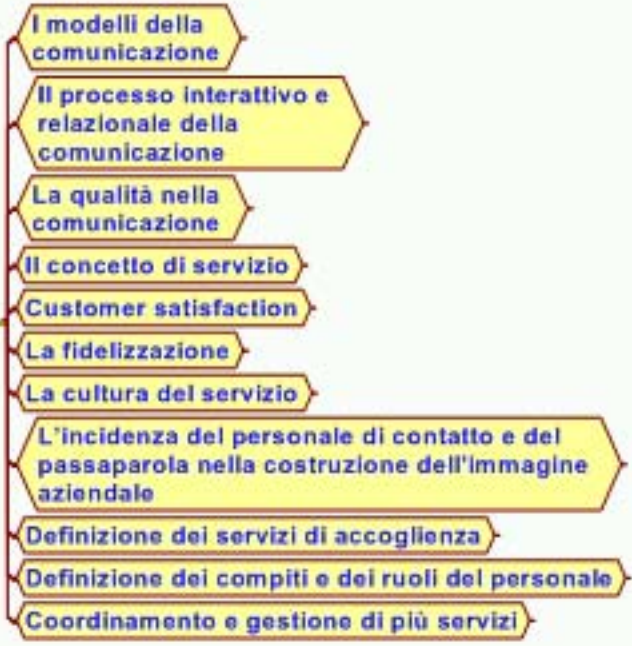 I modelli della
comunicazione
Il processo interattivo e
relazionale della
comunicazione
La qualità nella
comunicazione
Il concetto di servizio
Customer satisfaction
La fidelizzazione
La cultura del servizio
L'incidenza del personale di contatto e del
passaparola nella costruzione dell'immagine
aziendale
Definizione dei servizi di accoglienza
Definizione dei compiti e dei ruoli del personale
Coordinamento e gestione di più servizi